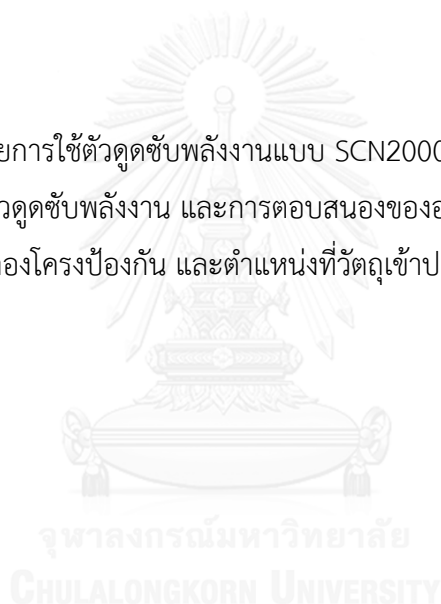 ยการใช้ตัวดูดซับพลังงานแบบ SCN2000
วดูดซับพลังงาน และการตอบสนองของอ
องโครงป้องกัน และตำแหน่งที่วัตถุเข้าป
จุฬาลงกรณ์มหาวิทยาลัย
CHULALONGKORN UNIVERSITY